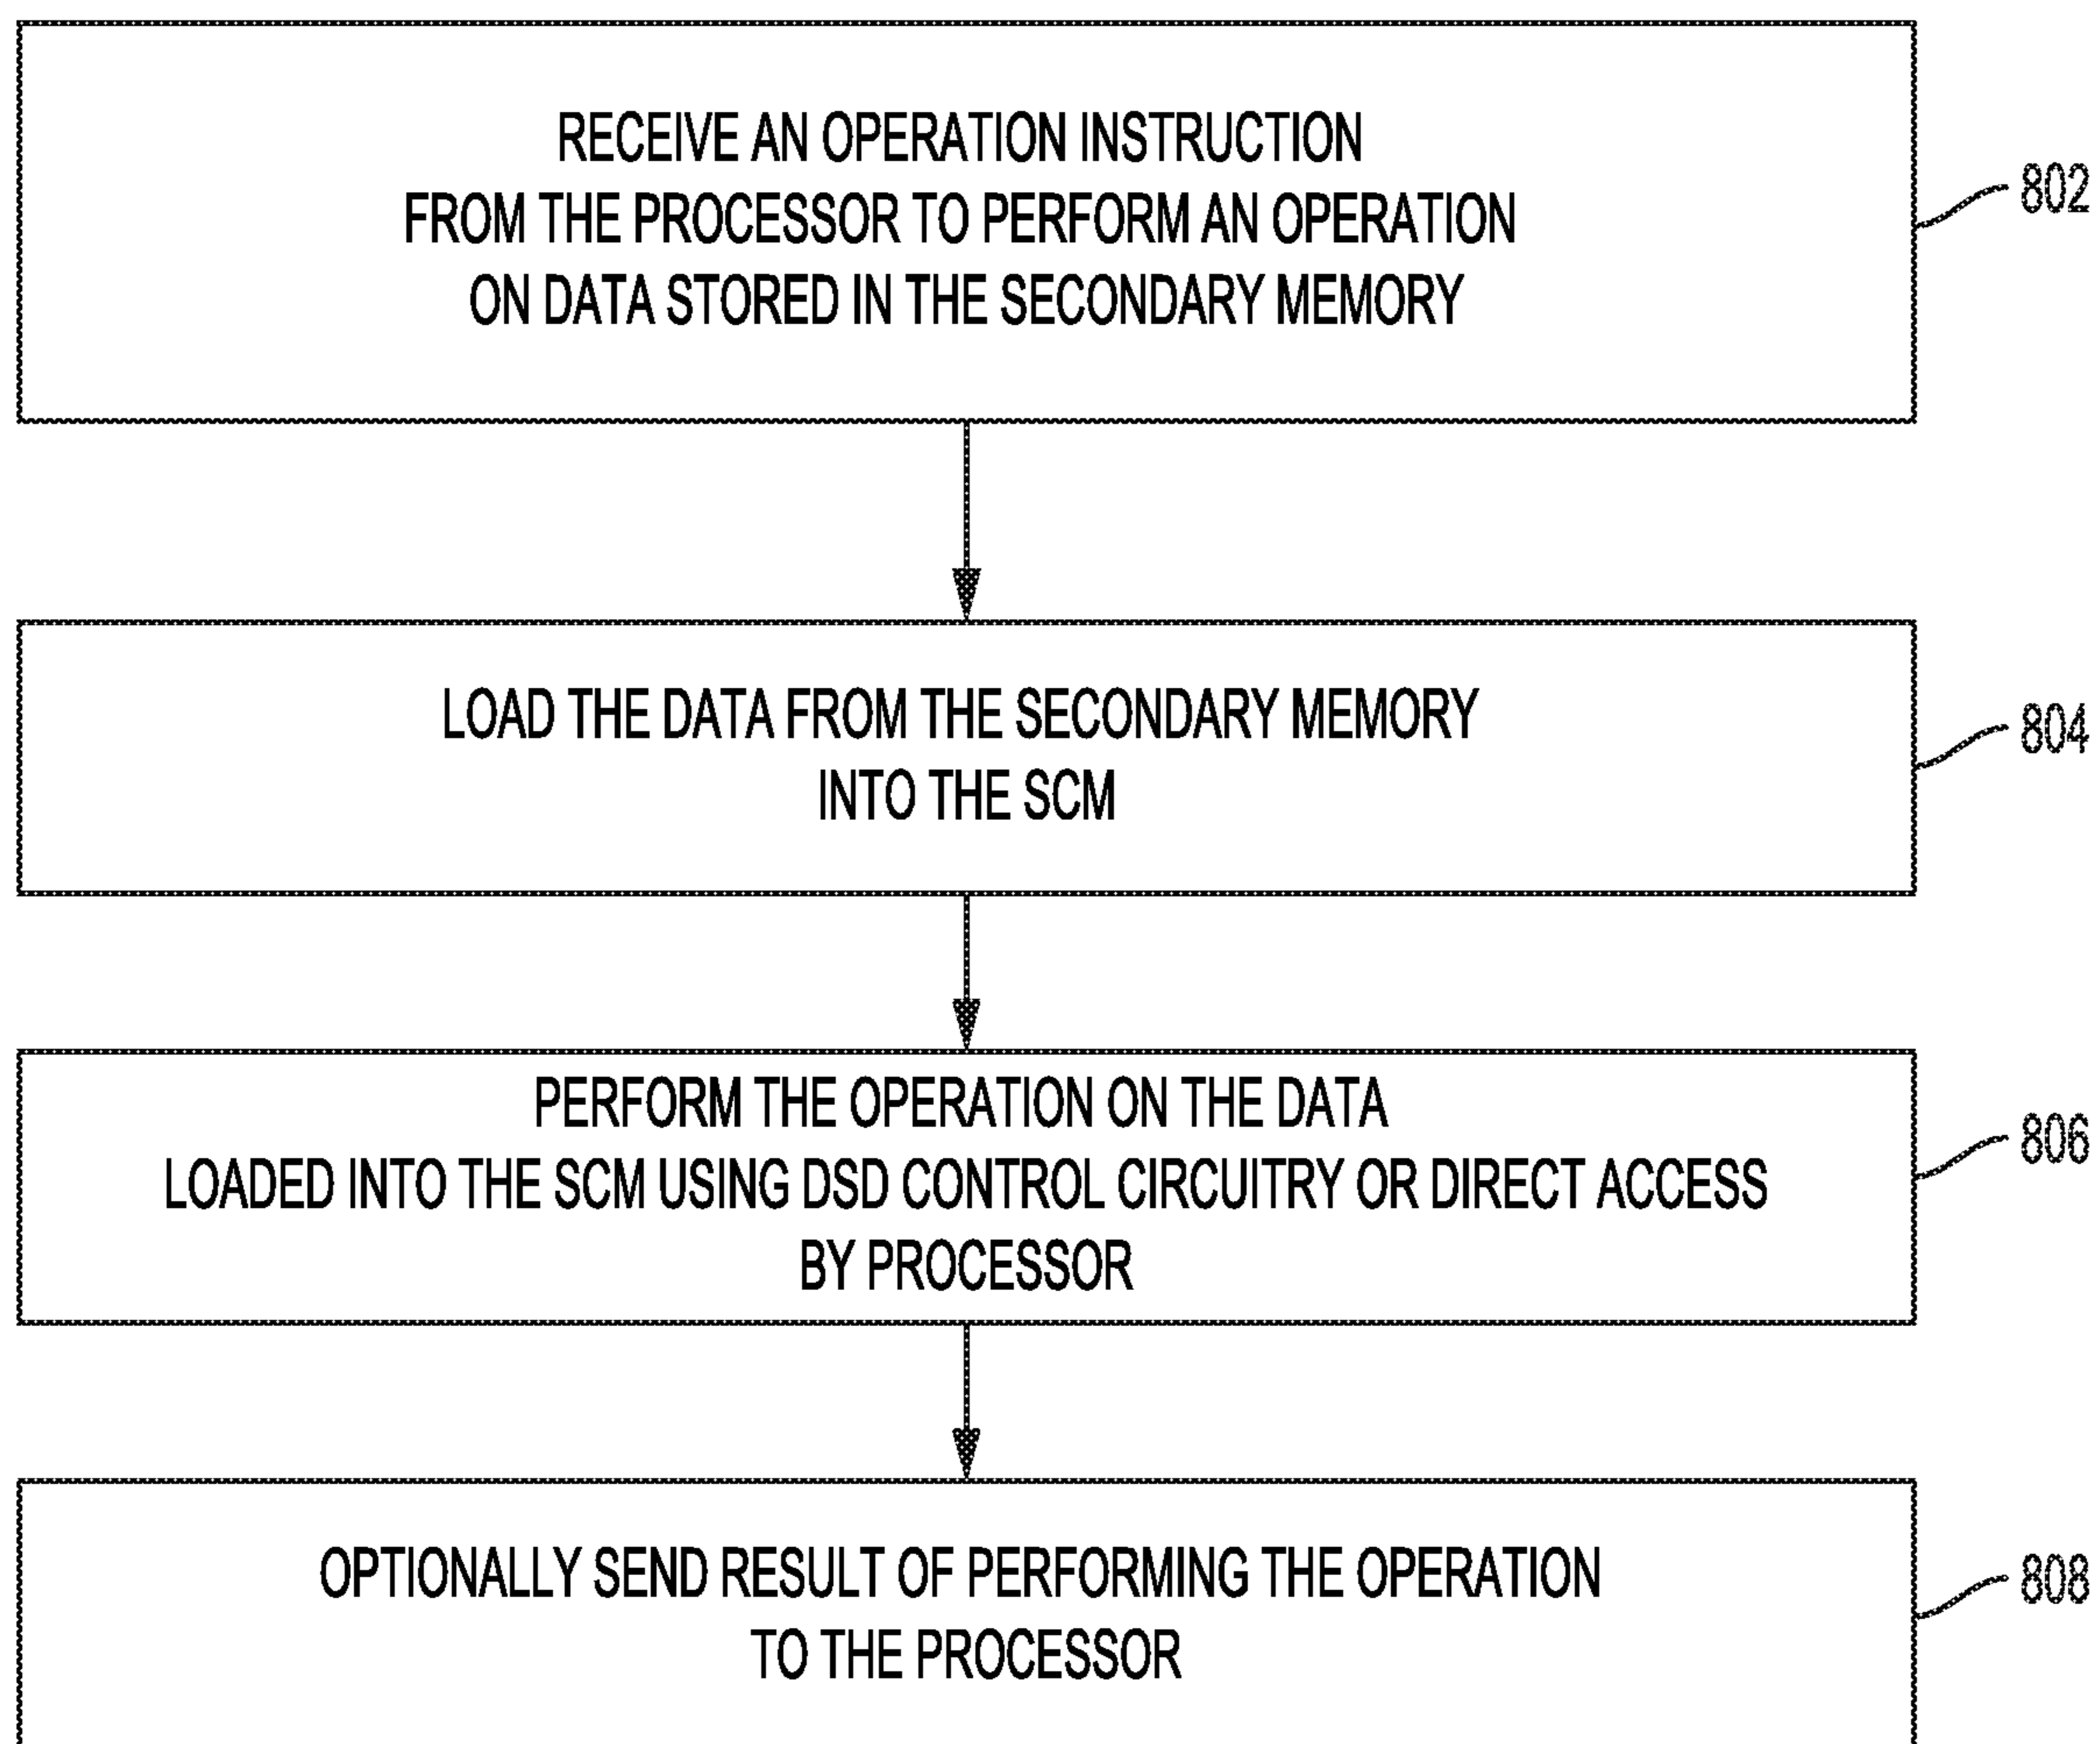 RECEIVE AN OPERATION INSTRUCTION
FROM THE PROCESSOR TO PERFORM AN OPERATION
ON DATA STORED IN THE SECONDARY MEMORY
802
LOAD THE DATA FROM THE SECONDARY MEMORY
INTO THE SCM
804
PERFORM THE OPERATION ON THE DATA
LOADED INTO THE SCM USING DSD CONTROL CIRCUITRY OR DIRECT ACCESS
BY PROCESSOR
806
OPTIONALLY SEND RESULT OF PERFORMING THE OPERATION
TO THE PROCESSOR
808